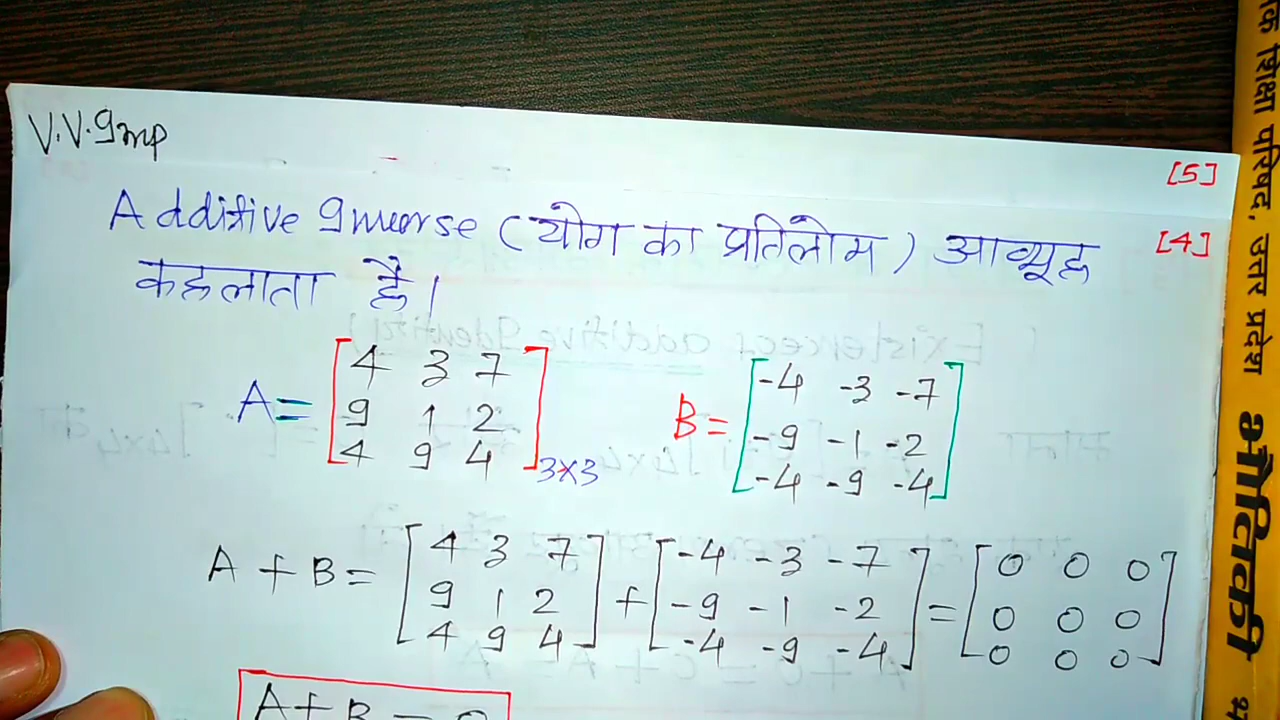 V.V. Imp
[5]
Additive Inverse (योग का प्रतिलोम) आव्यूह [4]
कहलाता है।
A = [4 3 7
9 1 2
4 9 4] 3×3
B = [-4 -3 -7
-9 -1 -2
-4 -9 -4]
A + B = [4 3 7 + [-4 -3 -7 = [0 0 0
9 1 2 -9 -1 -2 0 0 0
4 9 4] -4 -9 -4] 0 0 0]
A + B = 0
शिक्षा परिषद, उत्तर प्रदेश
भौतिकी